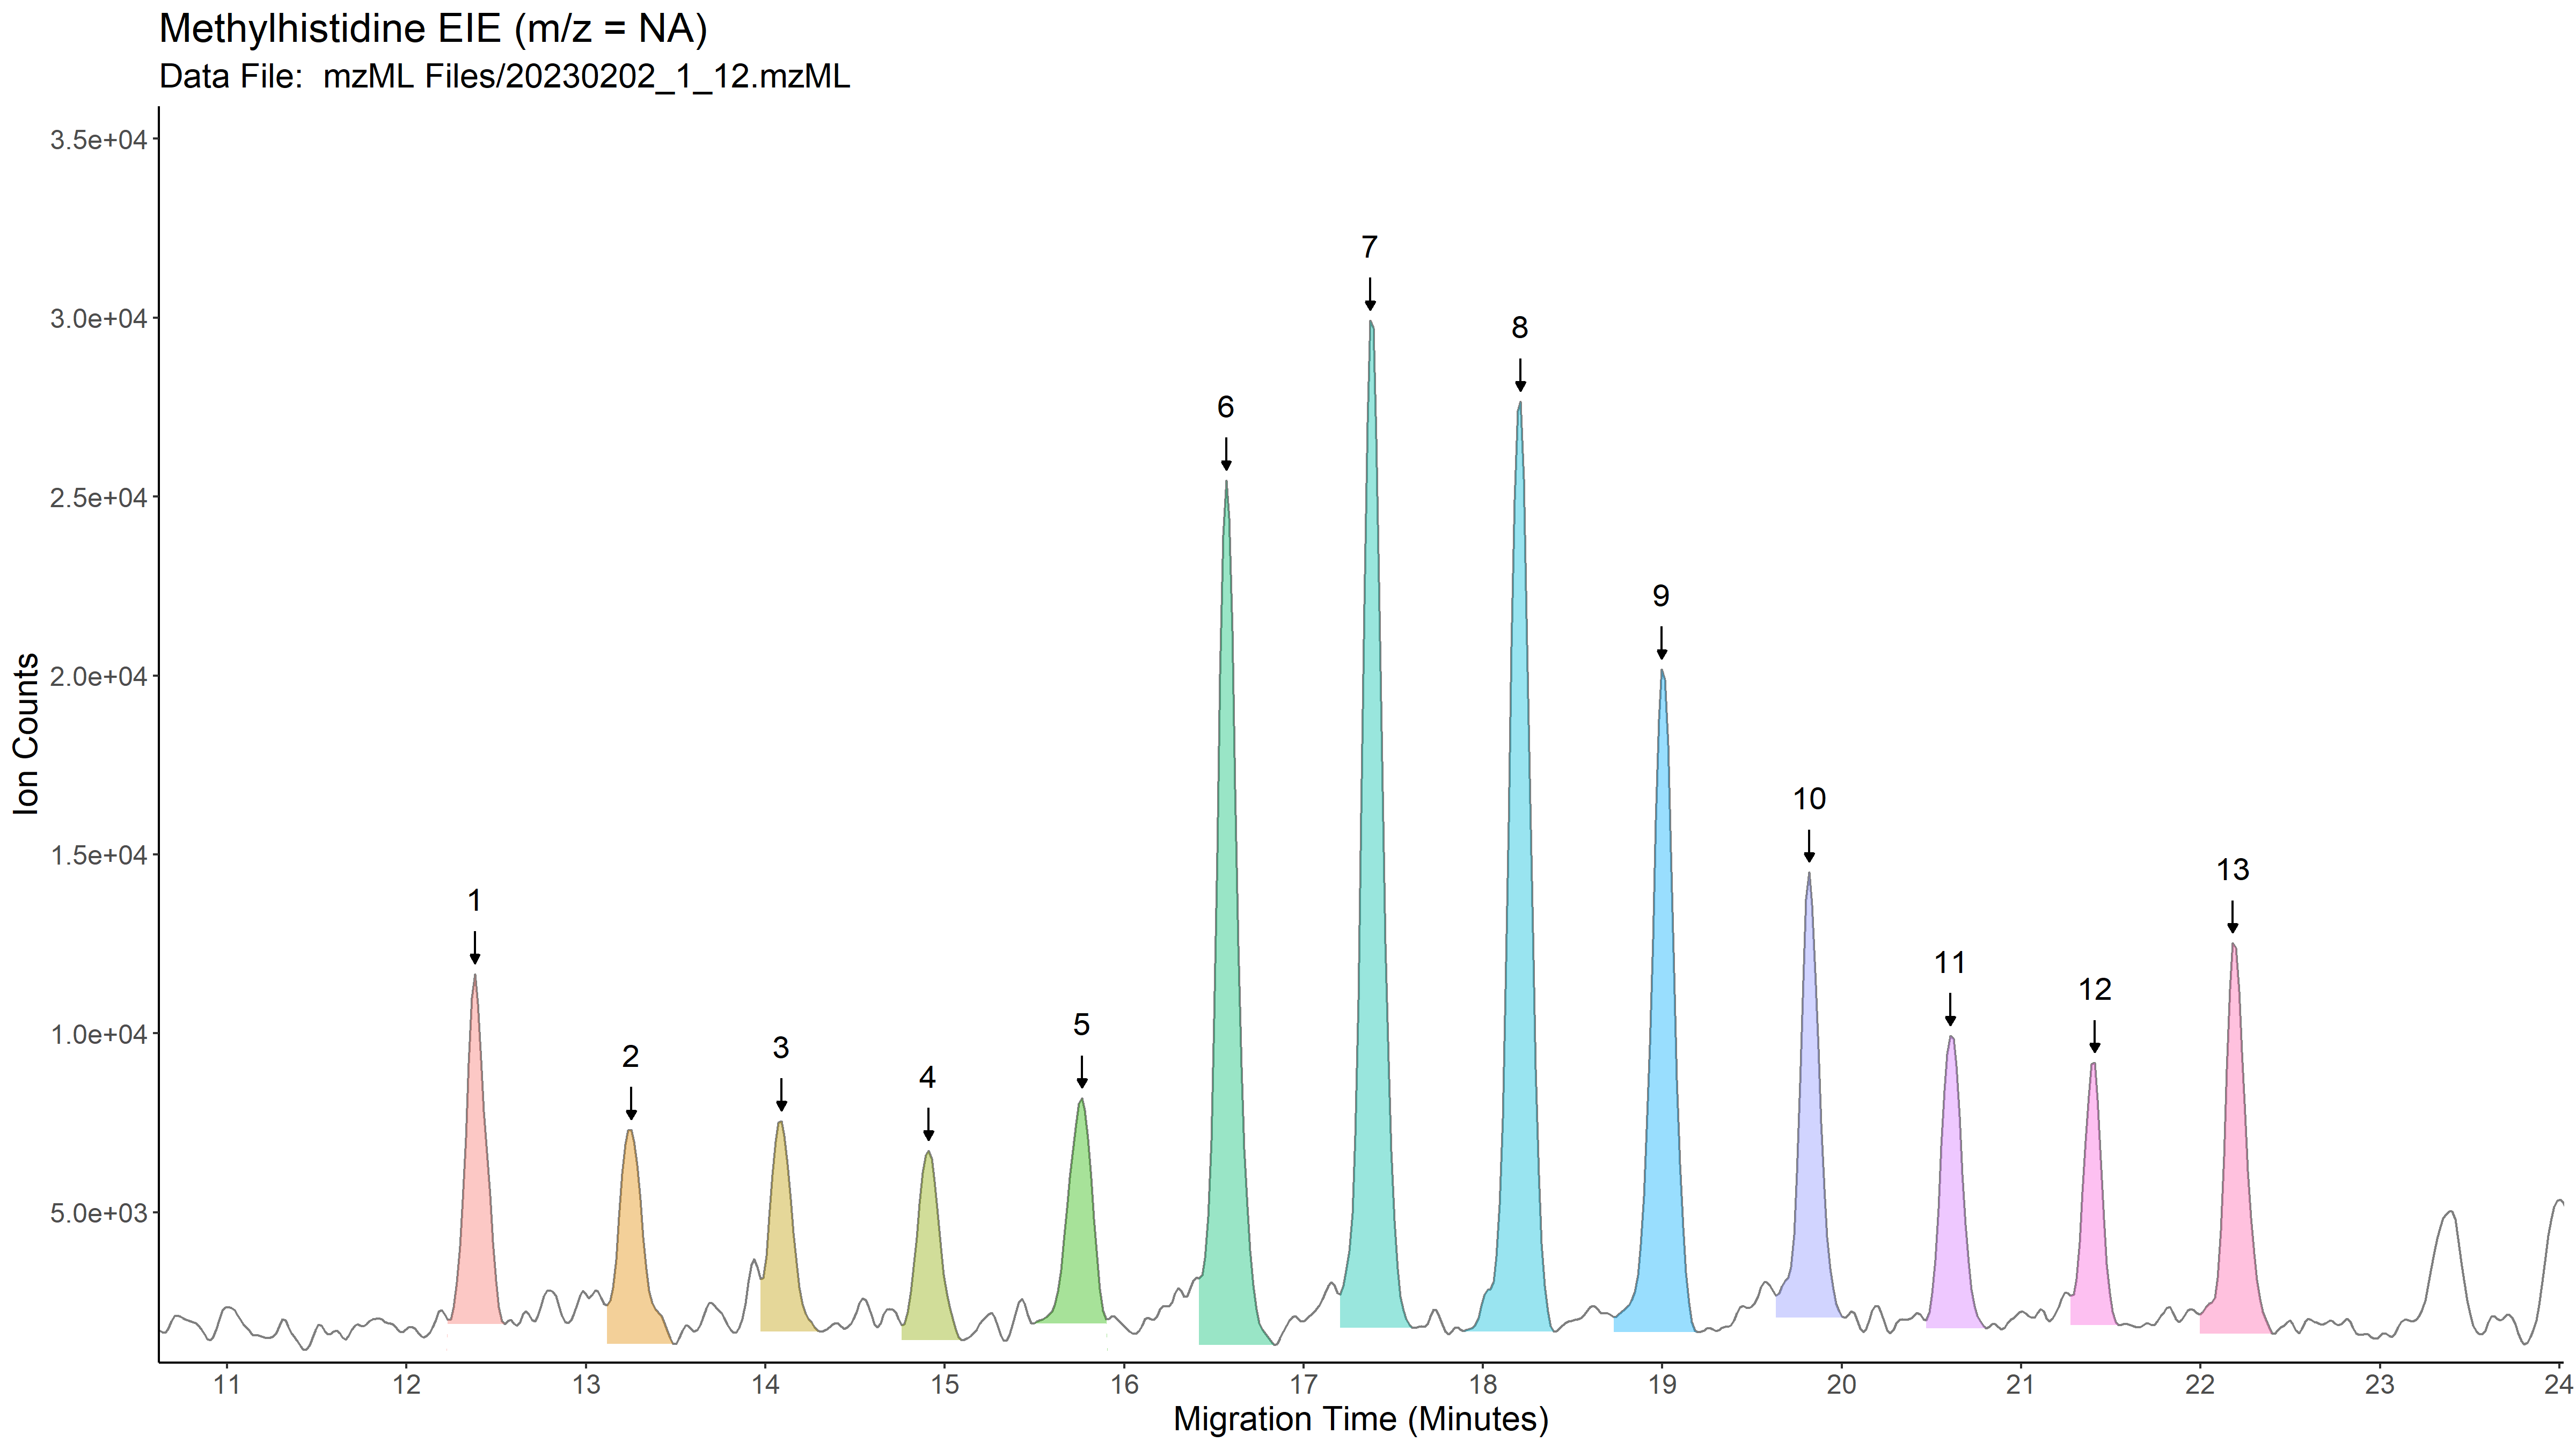 Methylhistidine EIE (m/z = NA)
Data File:  mzML Files/20230202_1_12.mzML
3.5e+04
3.0e+04
2.5e+04
2.0e+04
1.5e+04
1.0e+04
5.0e+03
Ion Counts
1
2
3
4
5
6
7
8
9
10
11
12
13
11 12 13 14 15 16 17 18 19 20 21 22 23 24
Migration Time (Minutes)